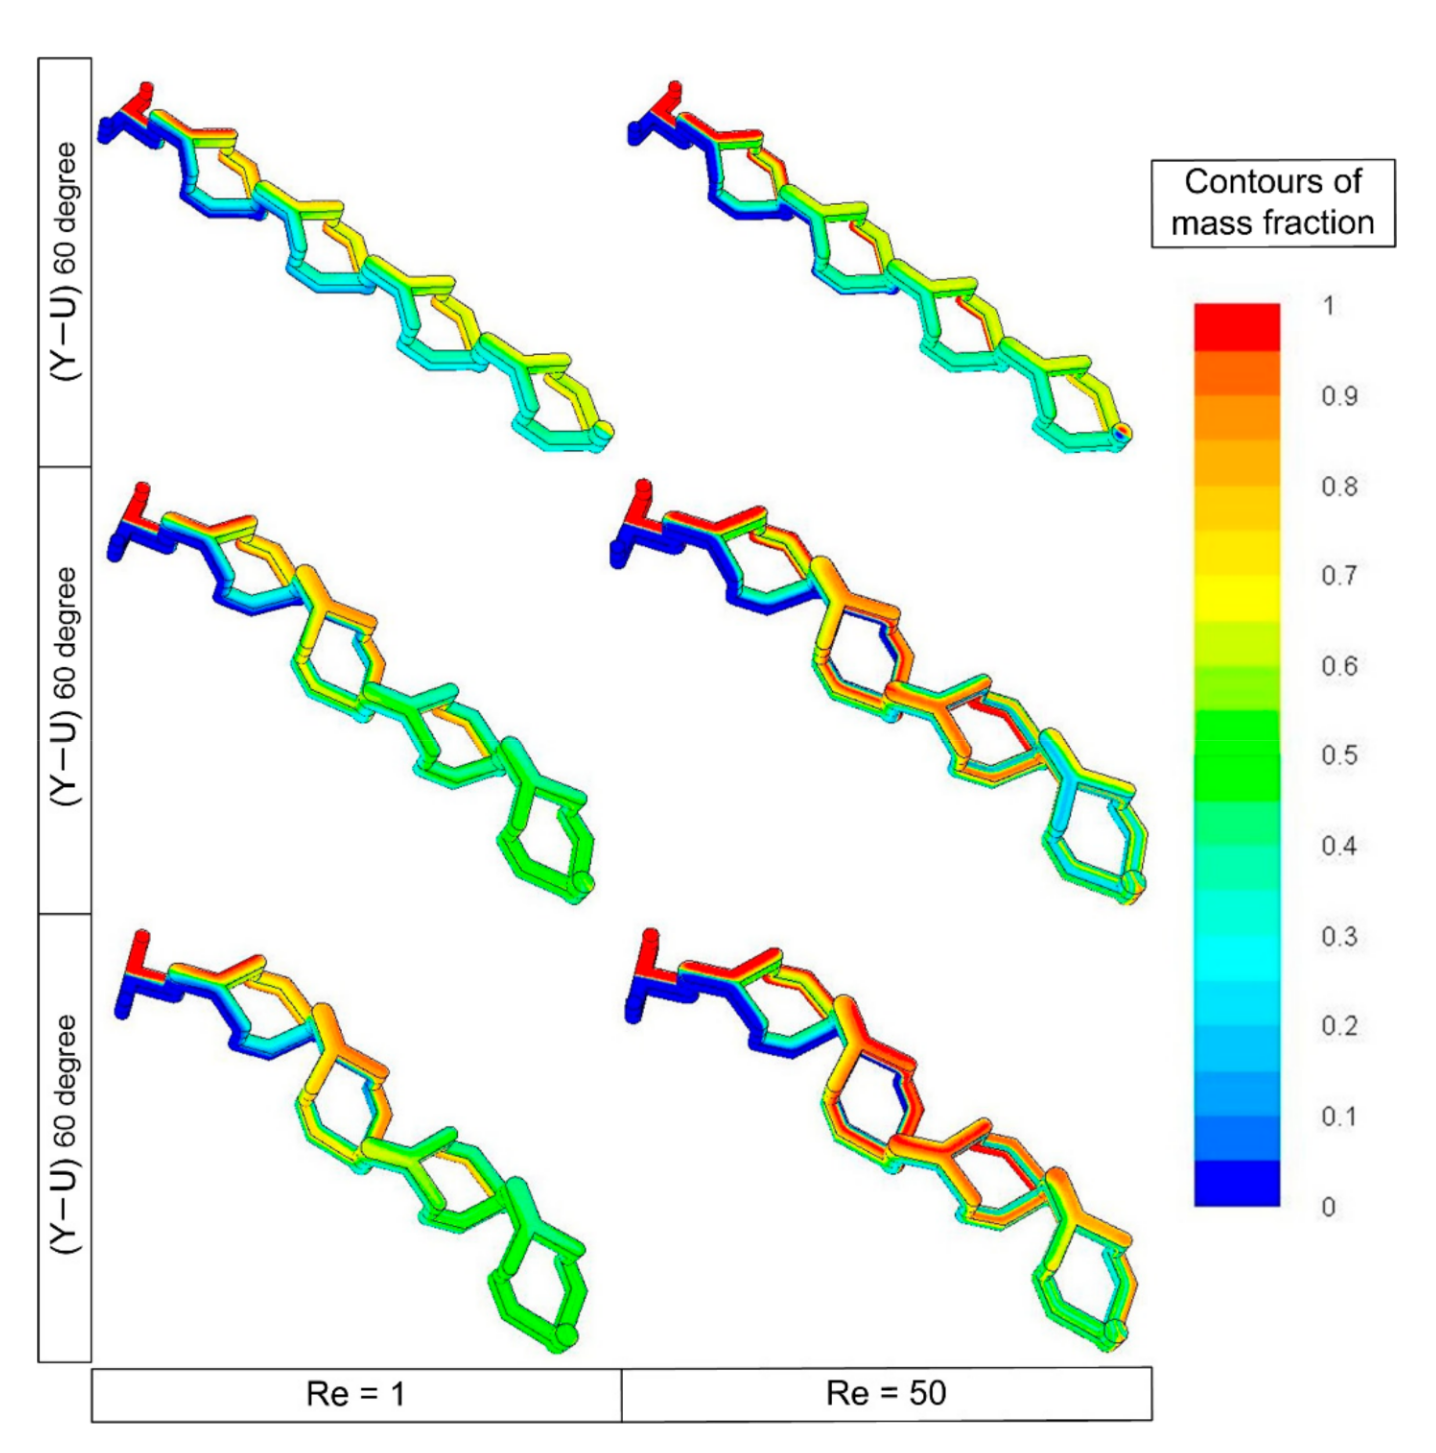 (Y−U) 60 degree
(Y−U) 60 degree
(Y−U) 60 degree
Re = 1
Re = 50
Contours of
mass fraction
1
0.9
0.8
0.7
0.6
0.5
0.4
0.3
0.2
0.1
0